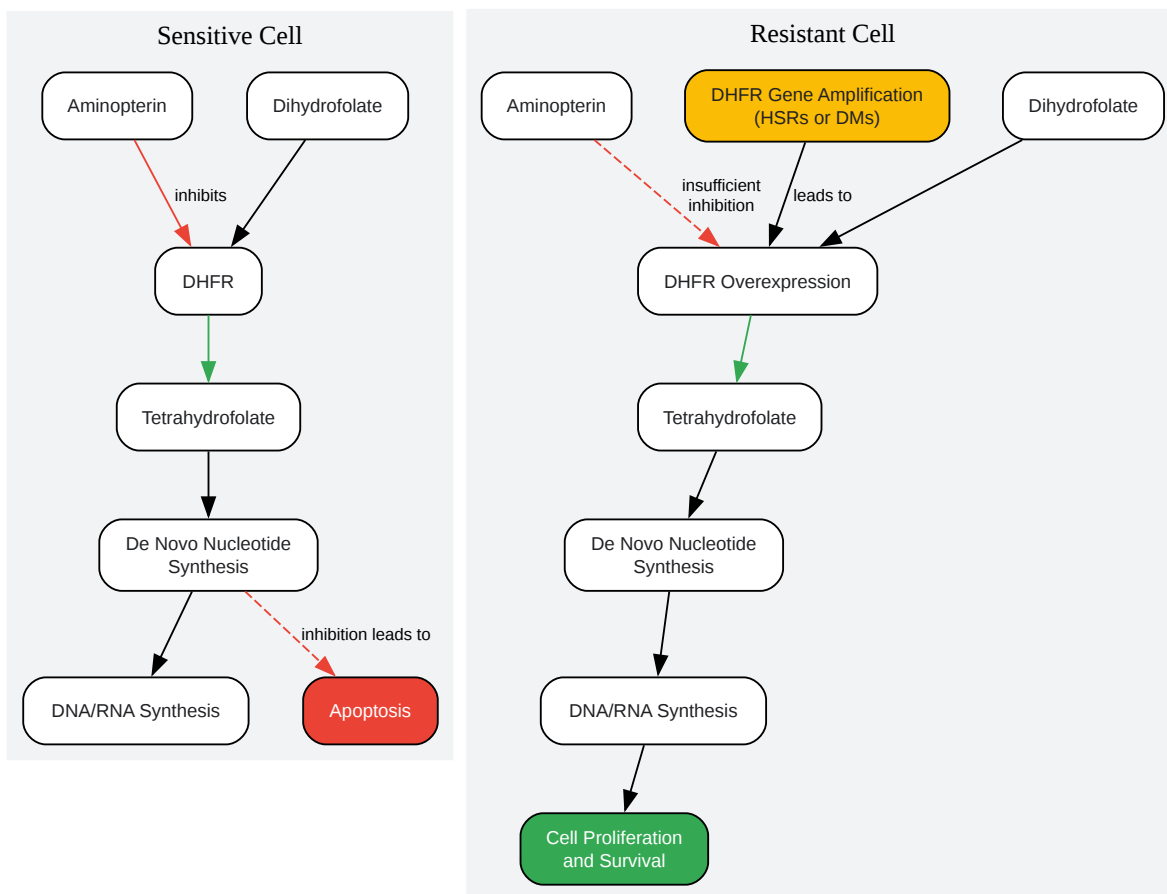 Sensitive Cell
Aminopterin
Dihydrofolate
inhibits
DHFR
Tetrahydrofolate
De Novo Nucleotide
Synthesis
inhibition leads to
DNA/RNA Synthesis
Apoptosis
Resistant Cell
Aminopterin
DHFR Gene Amplification
(HSRs or DMs)
Dihydrofolate
insufficient
inhibition
leads to
DHFR Overexpression
Tetrahydrofolate
De Novo Nucleotide
Synthesis
DNA/RNA Synthesis
Cell Proliferation
and Survival